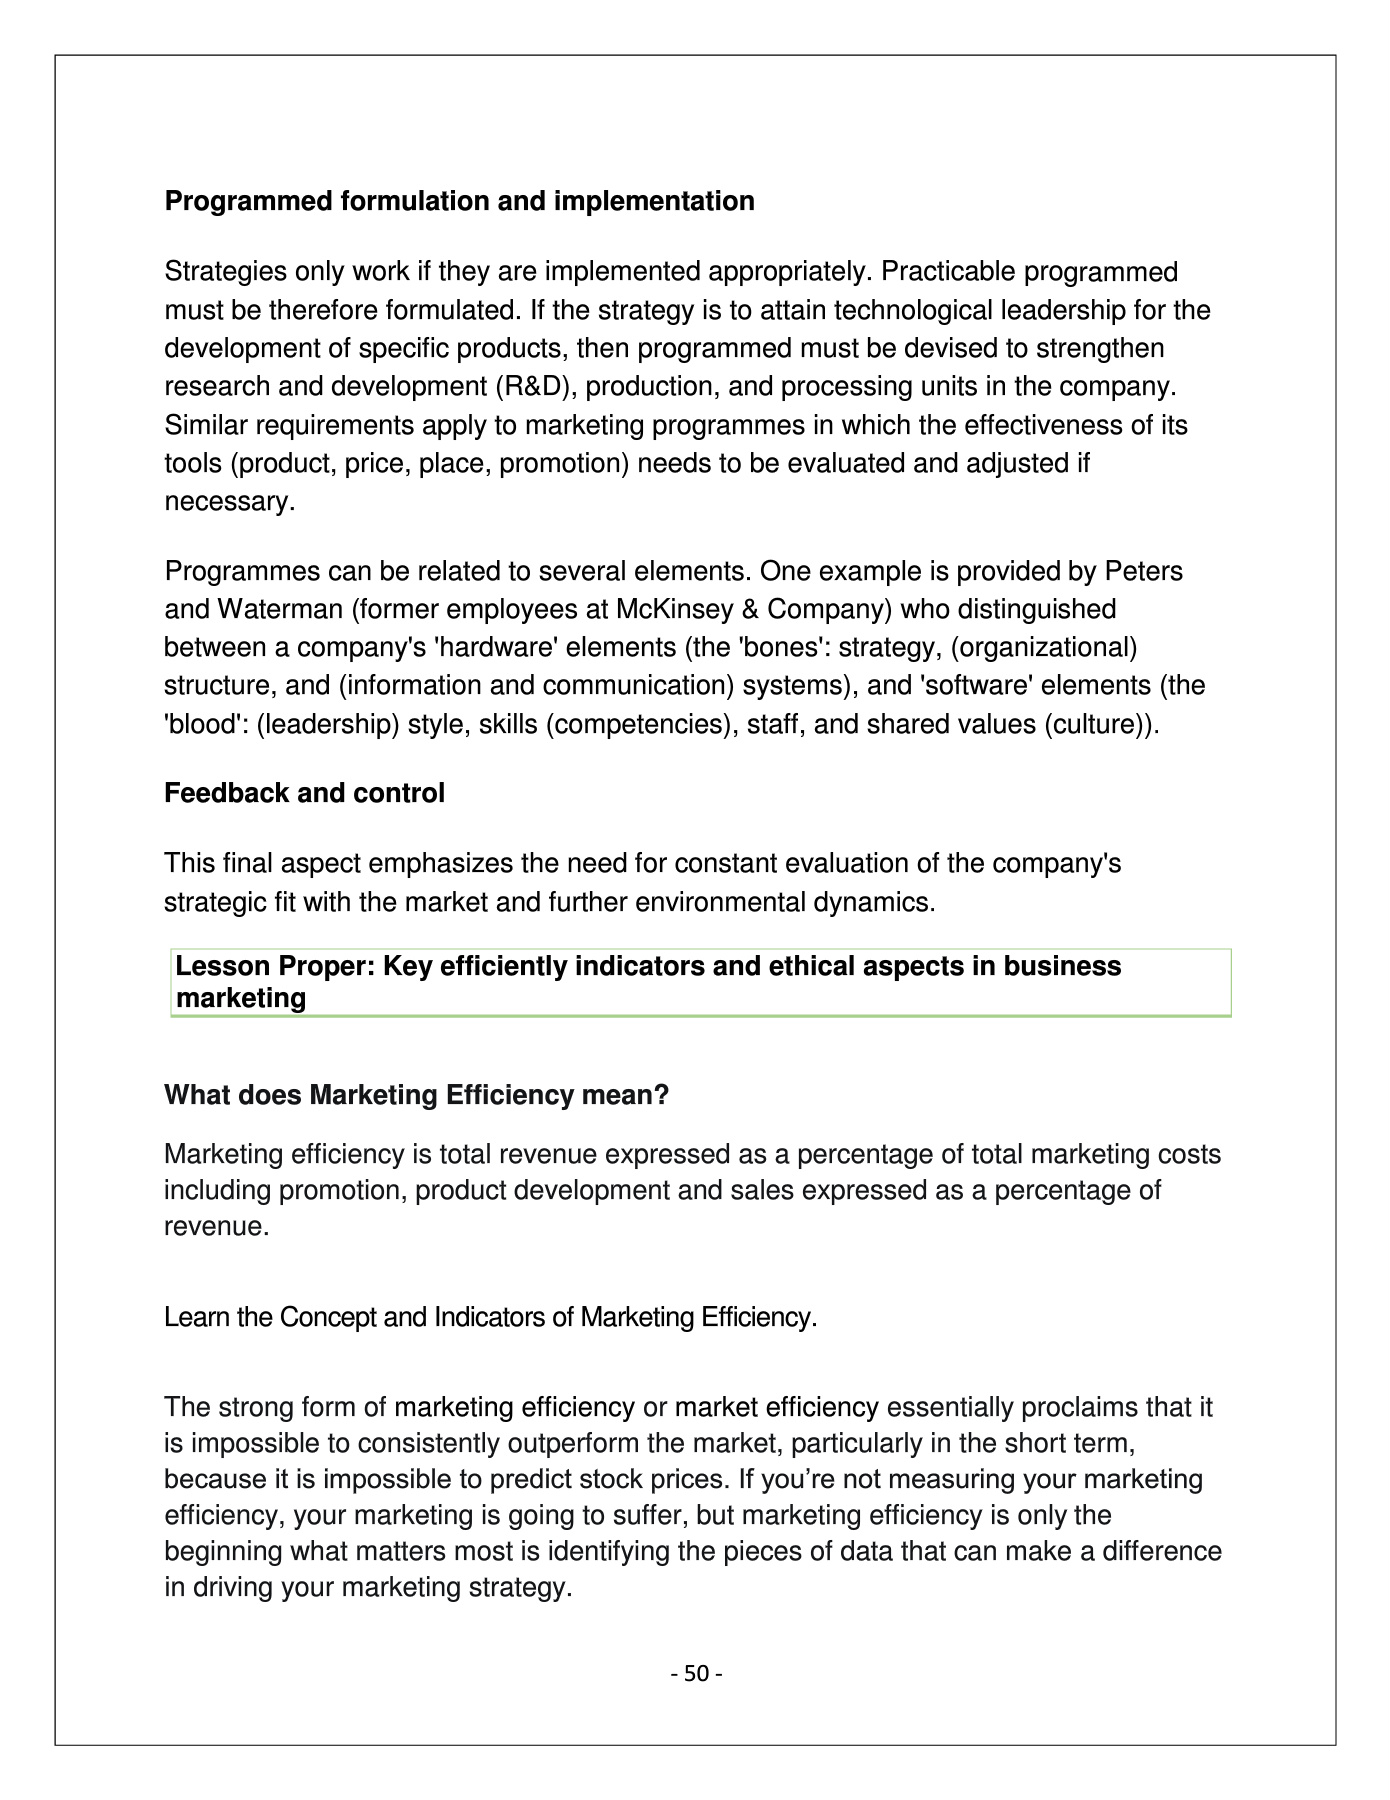 Programmed formulation and implementation
Strategies only work if they are implemented appropriately. Practicable programmed
must be therefore formulated. If the strategy is to attain technological leadership for the
development of specific products, then programmed must be devised to strengthen
research and development (R&D), production, and processing units in the company.
Similar requirements apply to marketing programmes in which the effectiveness of its
tools (product, price, place, promotion) needs to be evaluated and adjusted if
necessary.
Programmes can be related to several elements. One example is provided by Peters
and Waterman (former employees at McKinsey & Company) who distinguished
between a company's 'hardware' elements (the 'bones': strategy, (organizational)
structure, and (information and communication) systems), and 'software' elements (the
'blood': (leadership) style, skills (competencies), staff, and shared values (culture)).
Feedback and control
This final aspect emphasizes the need for constant evaluation of the company's
strategic fit with the market and further environmental dynamics.
Lesson Proper: Key efficiently indicators and ethical aspects in business
marketing
What does Marketing Efficiency mean?
Marketing efficiency is total revenue expressed as a percentage of total marketing costs
including promotion, product development and sales expressed as a percentage of
revenue.
Learn the Concept and Indicators of Marketing Efficiency.
The strong form of marketing efficiency or market efficiency essentially proclaims that it
is impossible to consistently outperform the market, particularly in the short term,
because it is impossible to predict stock prices. If you’re not measuring your marketing
efficiency, your marketing is going to suffer, but marketing efficiency is only the
beginning what matters most is identifying the pieces of data that can make a difference
in driving your marketing strategy.
- 50 -